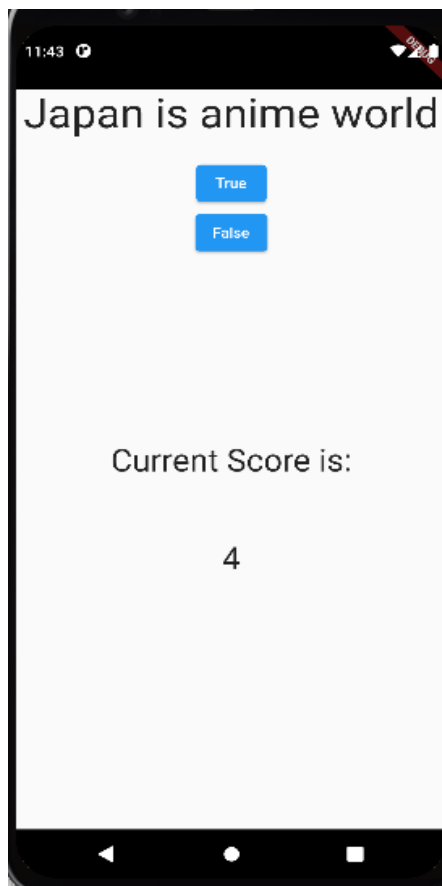 11:43
DEBUG
Japan is anime world
True
False
Current Score is:
4